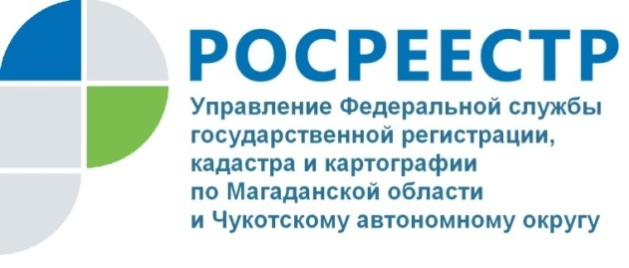 РОСРЕЕСТР
Управление Федеральной службы
государственной регистрации,
кадастра и картографии
по Магаданской области
и Чукотскому автономному округу